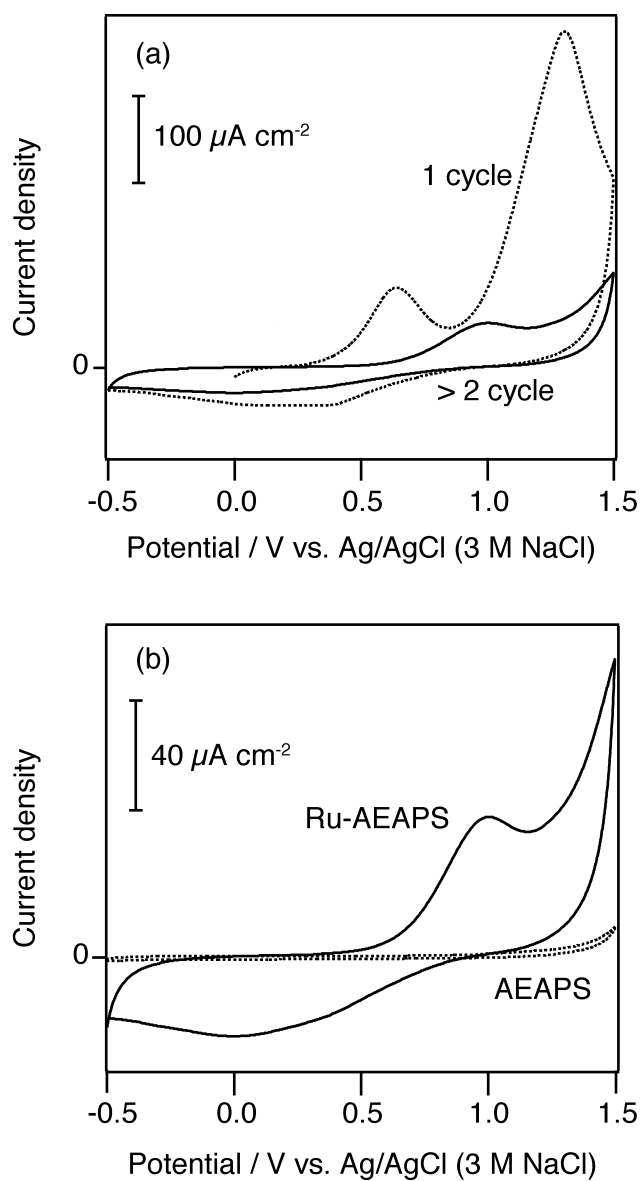 (a)
100 µA cm-2
1 cycle
Current density
0
> 2 cycle
-0.5 0.0 0.5 1.0 1.5
Potential / V vs. Ag/AgCl (3 M NaCl)
(b)
40 µA cm-2
Ru-AEAPS
Current density
0
AEAPS
-0.5 0.0 0.5 1.0 1.5
Potential / V vs. Ag/AgCl (3 M NaCl)